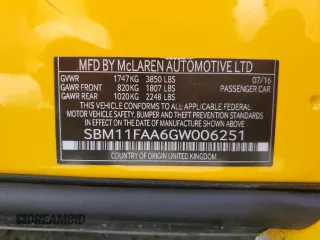 MFD BY McLAREN AUTOMOTIVE LTD
GVWR 1747KG 3850 LBS 07/16
GAWR FRONT 820KG 1807 LBS PASSENGER CAR
GAWR REAR 1020KG 2248 LBS
THIS VEHICLE CONFORMS TO ALL APPLICABLE U.S. FEDERAL
MOTOR VEHICLE SAFETY, BUMPER, AND THEFT PREVENTION
STANDARDS IN EFFECT ON THE DATE OF MANUFACTURE SHOWN ABOVE.
SBM11FAA6GW006251
COUNTRY OF ORIGIN:UNITED KINGDOM
IDREAMBID